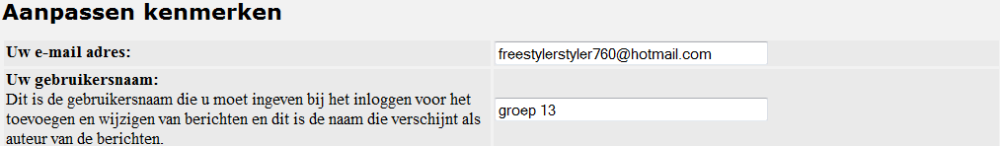 Aanpassen kenmerken
Uw e-mail adres:
freestylerstyler760@hotmail.com
Uw gebruikersnaam:
Dit is de gebruikersnaam die u moet ingeven bij het inloggen voor het
toevoegen en wijzigen van berichten en dit is de naam die verschijnt als
auteur van de berichten.
groep 13